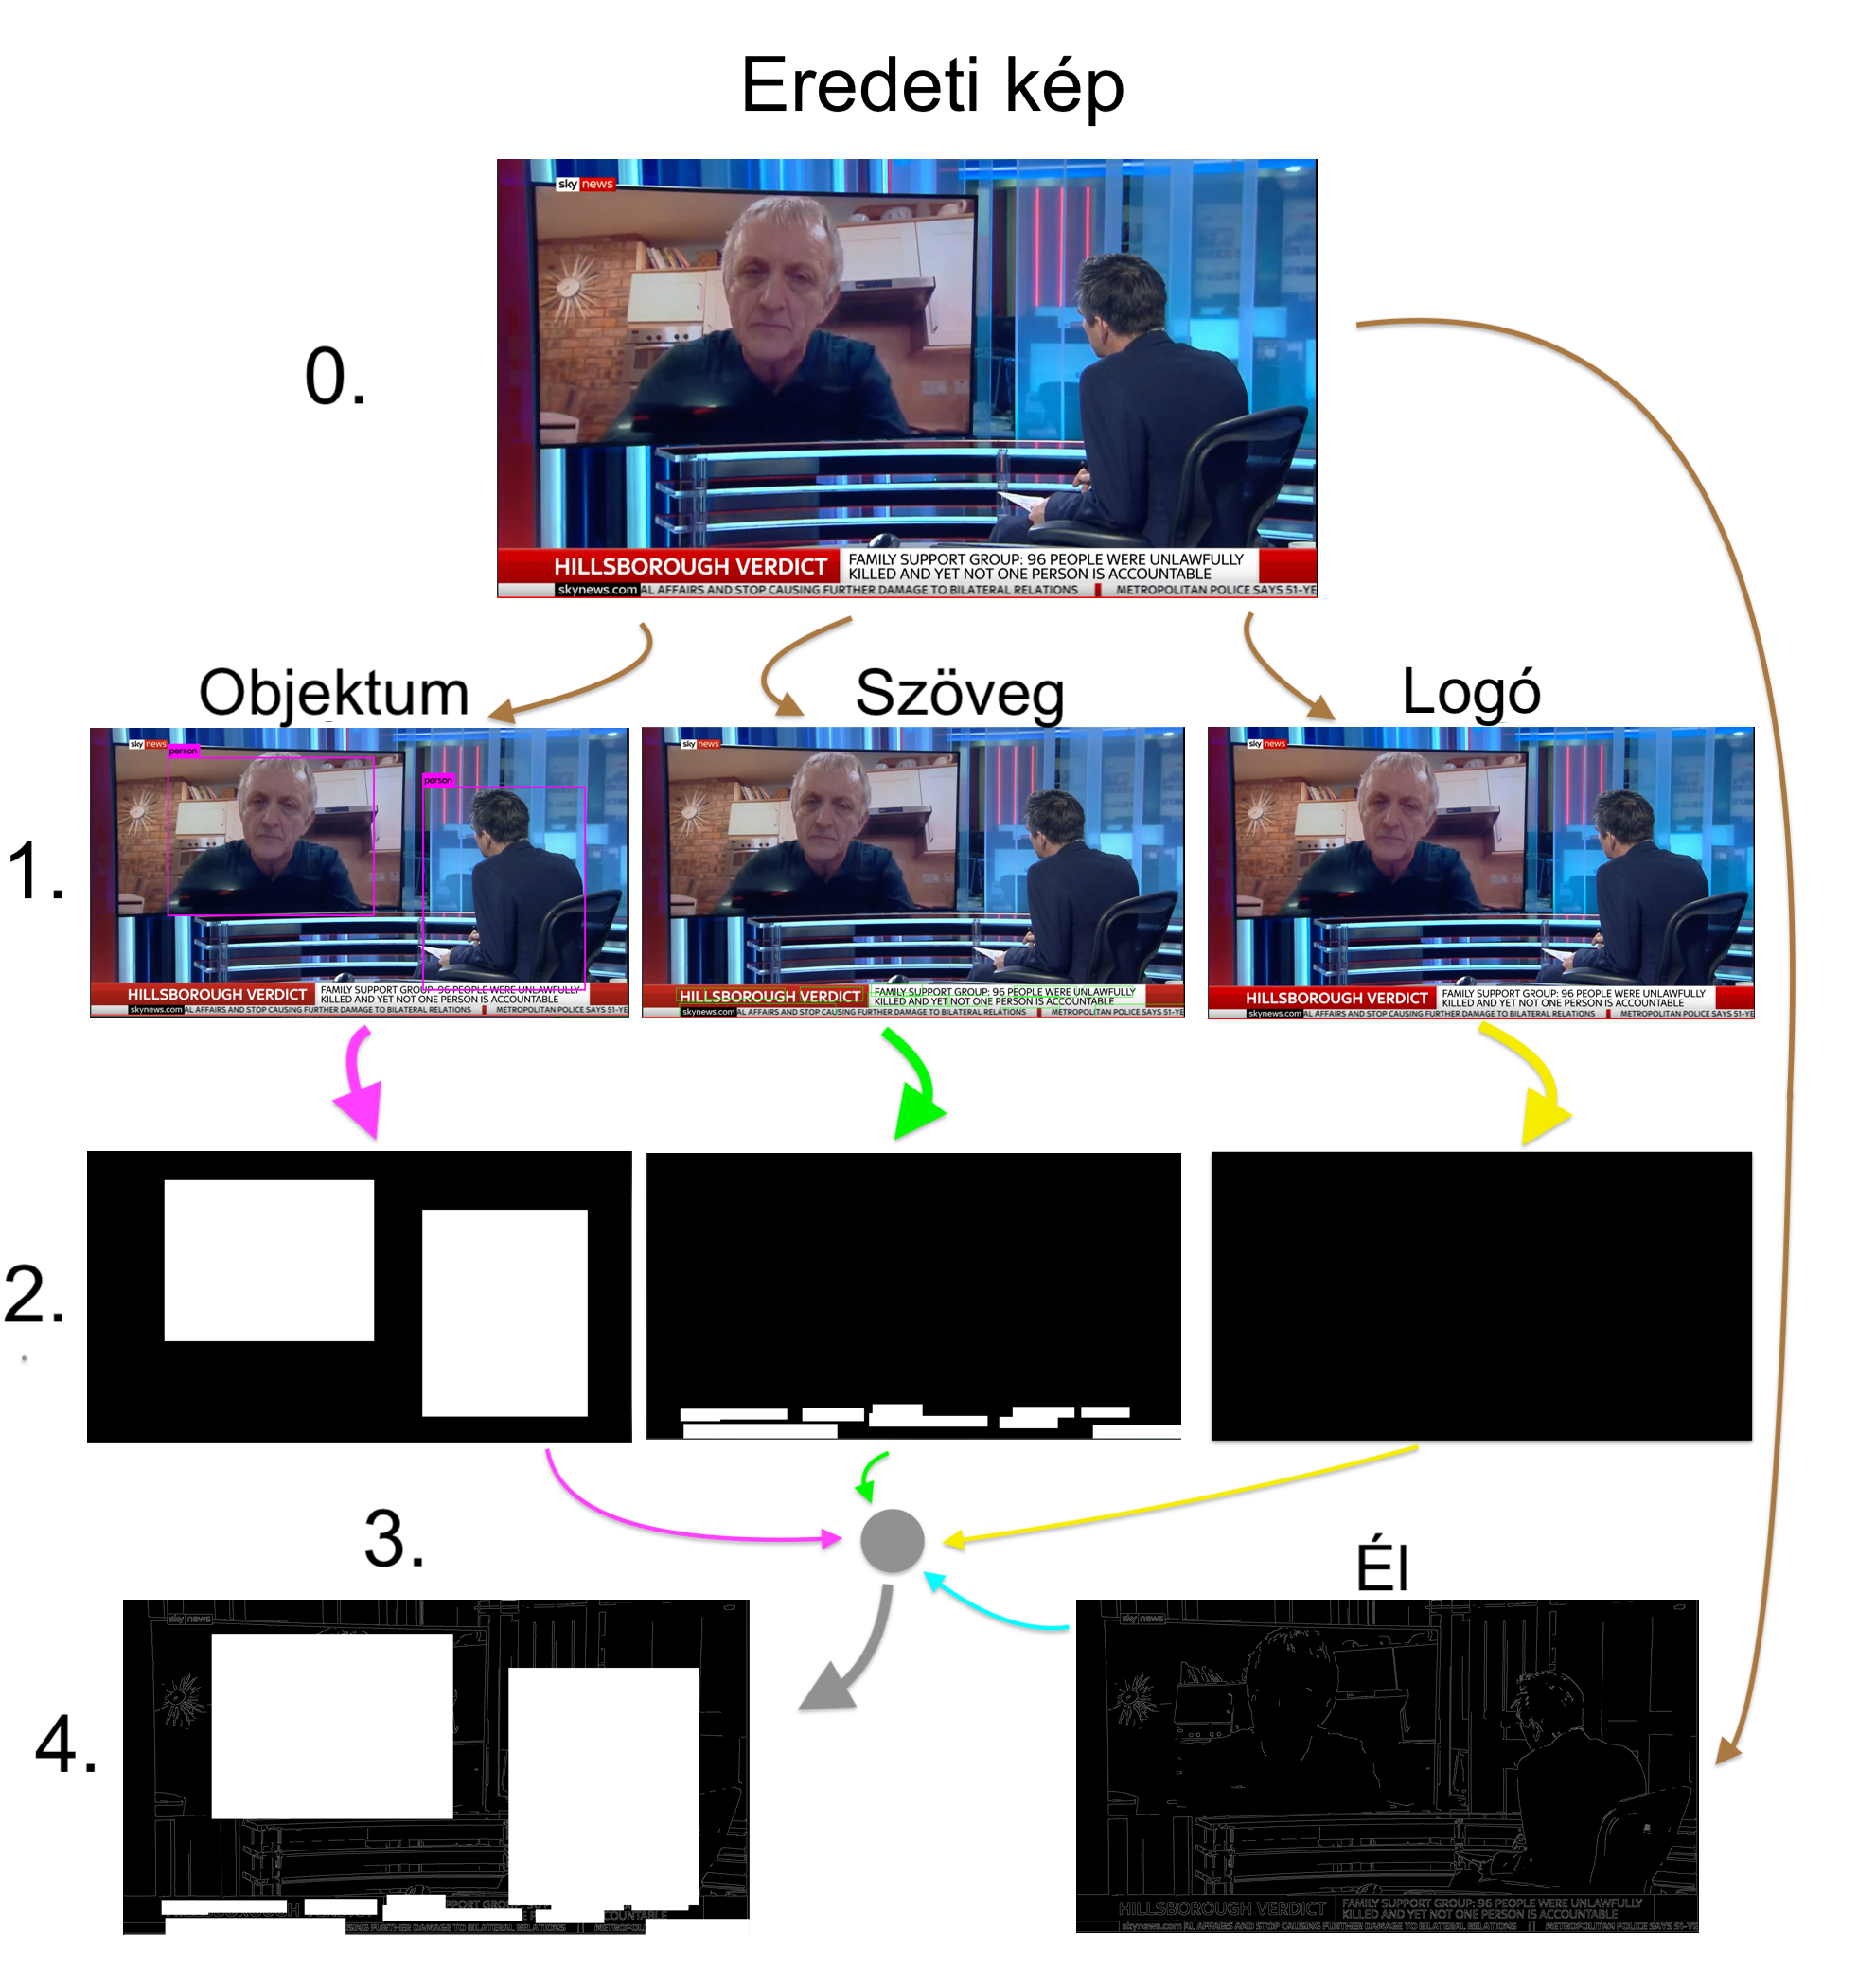 Eredeti kép
0.
sky news
HILLSBOROUGH VERDICT
FAMILY SUPPORT GROUP: 96 PEOPLE WERE UNLAWFULLY
KILLED AND YET NOT ONE PERSON IS ACCOUNTABLE
skynews.com AL AFFAIRS AND STOP CAUSING FURTHER DAMAGE TO BILATERAL RELATIONS METROPOLITAN POLICE SAYS 51-YE
Objektum
Szöveg
Logó
1.
sky news
person
person
HILLSBOROUGH VERDICT
FAMILY SUPPORT GROUP: 96 PEOPLE WERE UNLAWFULLY
KILLED AND YET NOT ONE PERSON IS ACCOUNTABLE
skynews.com AL AFFAIRS AND STOP CAUSING FURTHER DAMAGE TO BILATERAL RELATIONS METROPOLITAN POLICE SAYS 51-YE
sky news
HILLSBOROUGH VERDICT
FAMILY SUPPORT GROUP: 96 PEOPLE WERE UNLAWFULLY
KILLED AND YET NOT ONE PERSON IS ACCOUNTABLE
skynews.com AL AFFAIRS AND STOP CAUSING FURTHER DAMAGE TO BILATERAL RELATIONS METROPOLITAN POLICE SAYS 51-YE
sky news
HILLSBOROUGH VERDICT
FAMILY SUPPORT GROUP: 96 PEOPLE WERE UNLAWFULLY
KILLED AND YET NOT ONE PERSON IS ACCOUNTABLE
skynews.com AL AFFAIRS AND STOP CAUSING FURTHER DAMAGE TO BILATERAL RELATIONS METROPOLITAN POLICE SAYS 51-YE
2.
3.
Él
4.
sky news
PPORT GRO
COUNTABLE
SING FURTHER DAMAGE TO BILATERAL RELATIONS METROPOL
sky news
HILLSBOROUGH VERDICT
FAMILY SUPPORT GROUP: 96 PEOPLE WERE UNLAWFULLY
KILLED AND YET NOT ONE PERSON IS ACCOUNTABLE
skynews.com AL AFFAIRS AND STOP CAUSING FURTHER DAMAGE TO BILATERAL RELATIONS METROPOLITAN POLICE SAYS 51-YE